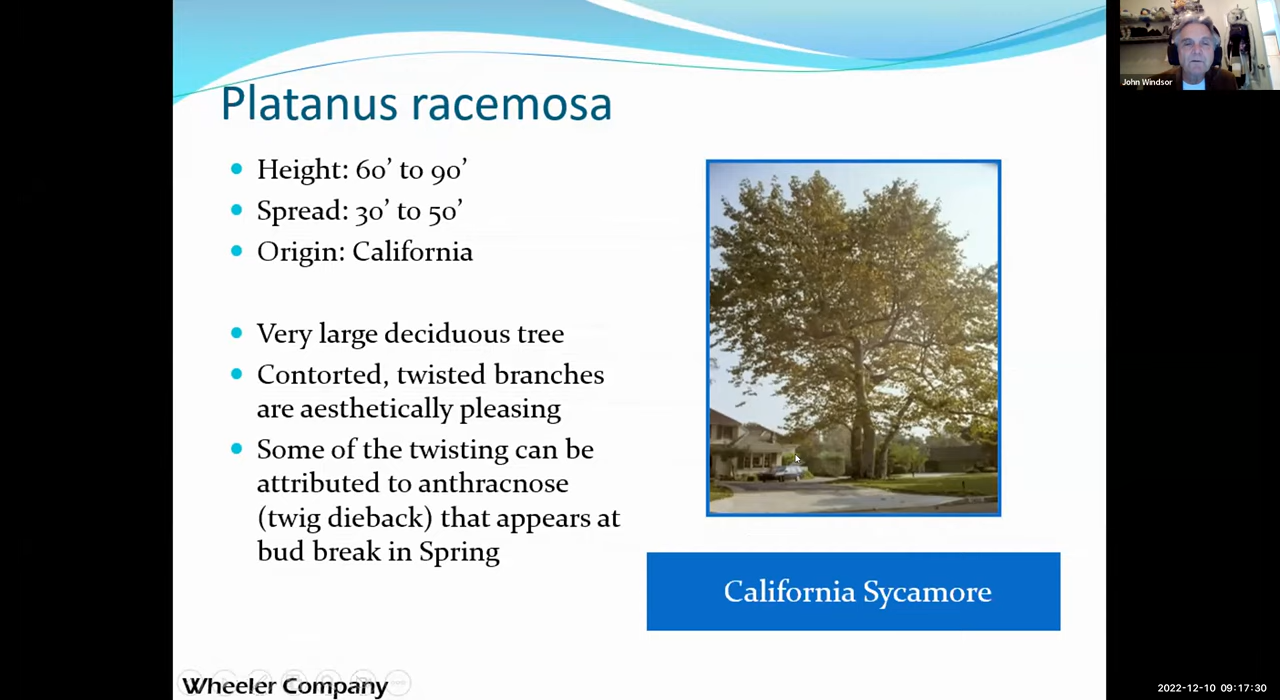 Platanus racemosa
Height: 60’ to 90’
Spread: 30’ to 50’
Origin: California
Very large deciduous tree
Contorted, twisted branches
are aesthetically pleasing
Some of the twisting can be
attributed to anthracnose
(twig dieback) that appears at
bud break in Spring
California Sycamore
Wheeler Company
John Windsor
2022-12-10 09:17:30